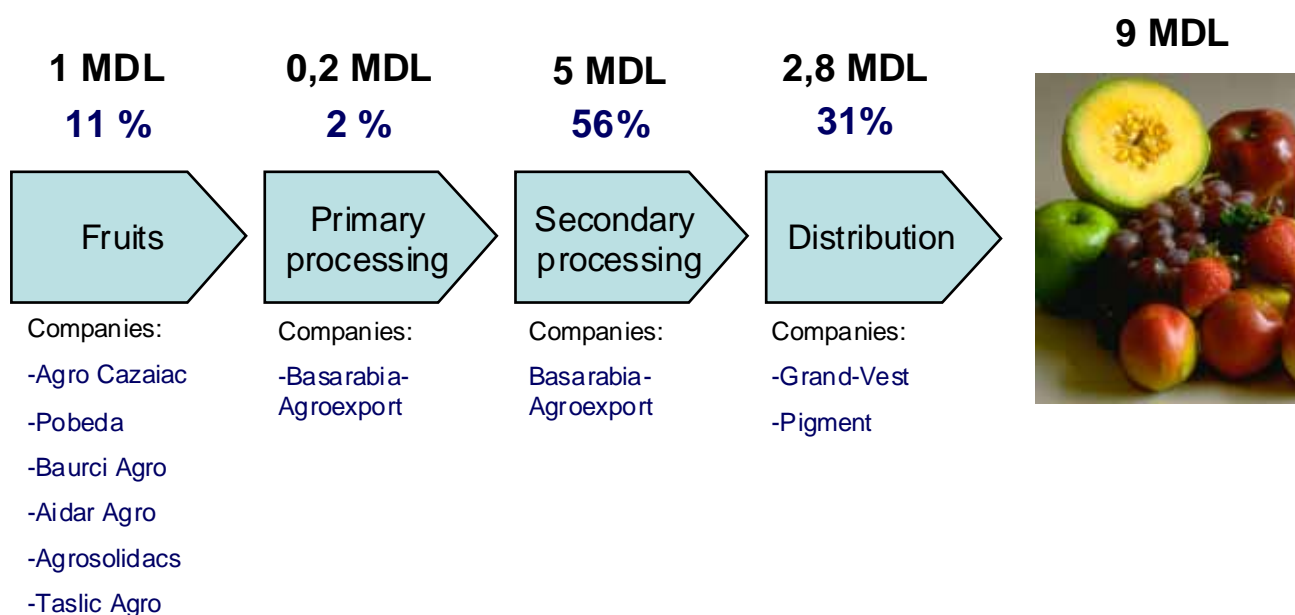 1 MDL
11 %
Fruits
Companies:
-Agro Cazaiac
-Pobeda
-Baurci Agro
-Aidar Agro
-Agrosolidacs
-Taslic Agro
0,2 MDL
2 %
Primary
processing
Companies:
-Basarabia-
Agroexport
5 MDL
56%
Secondary
processing
Companies:
Basarabia-
Agroexport
2,8 MDL
31%
Distribution
Companies:
-Grand-Vest
-Pigment
9 MDL